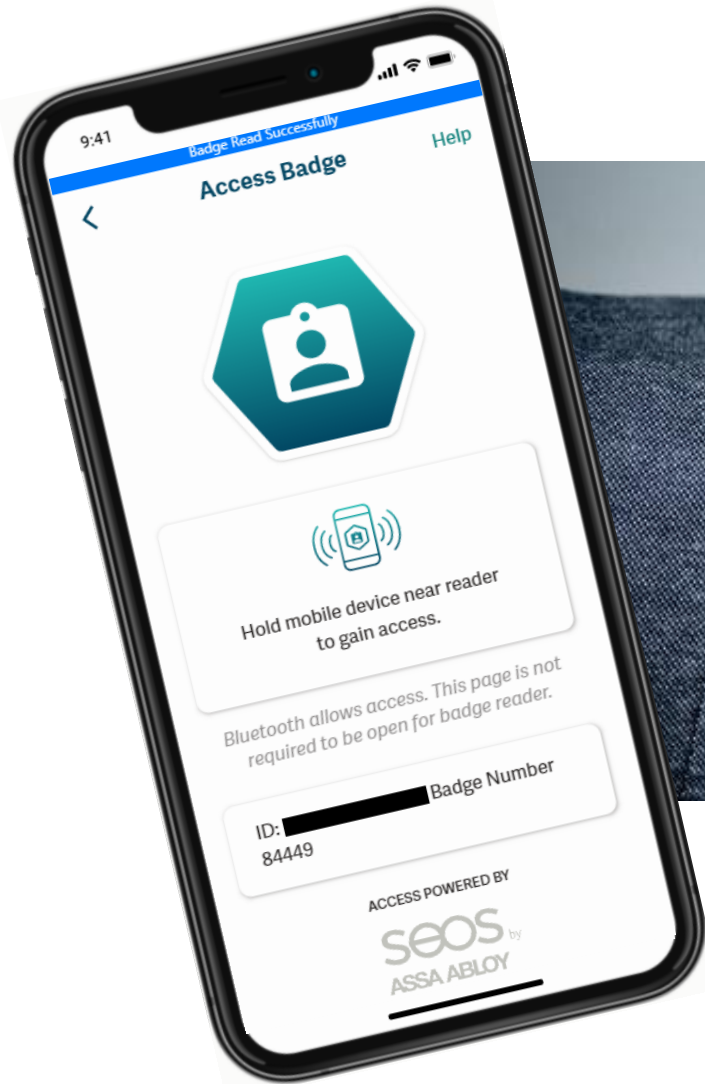 9:41
Badge Read Successfully
Access Badge
Help
Hold mobile device near reader
to gain access.
Bluetooth allows access. This page is not
required to be open for badge reader.
ID: Badge Number
84449
ACCESS POWERED BY
SEOS by
ASSA ABLOY